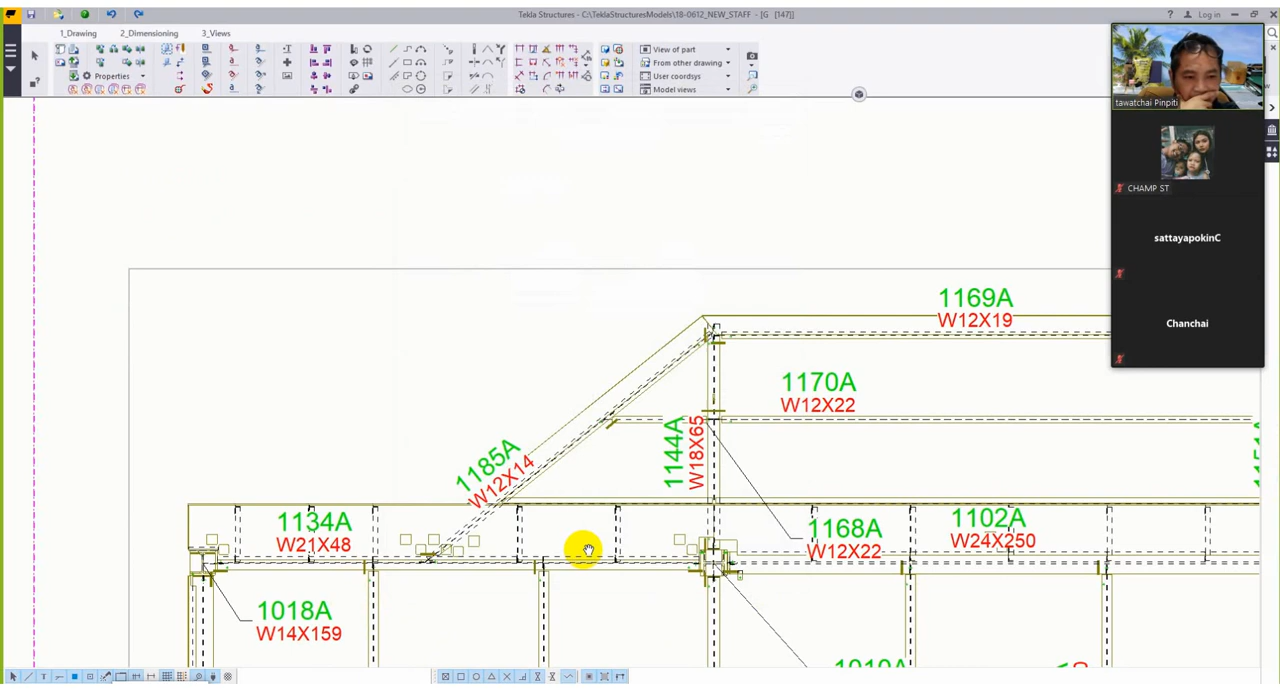 Tekla Structures - C:\TeklaStructuresModels\18-0612_NEW_STAFF - [G [147]]
Log in
1_Drawing
2_Dimensioning
3_Views
Properties
View of part
From other drawing
User coordsys
Model views
tawatchai Pinpiti
CHAMP ST
sattayapokinC
Chanchai
1169A
W12X19
1170A
W12X22
1144A
W18X65
1185A
W12X14
1134A
W21X48
1168A
W12X22
1102A
W24X250
1018A
W14X159